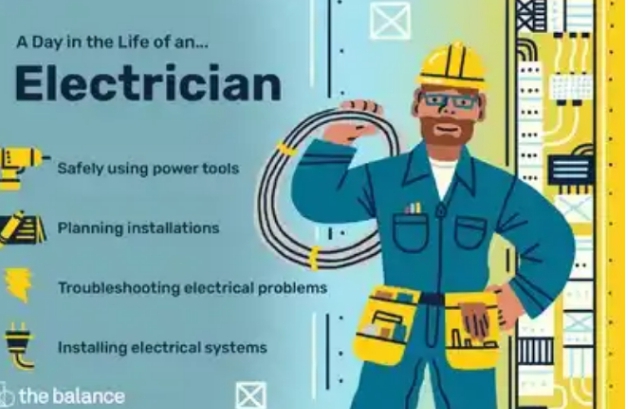 A Day in the Life of an...
Electrician
Safely using power tools
Planning installations
Troubleshooting electrical problems
Installing electrical systems
the balance